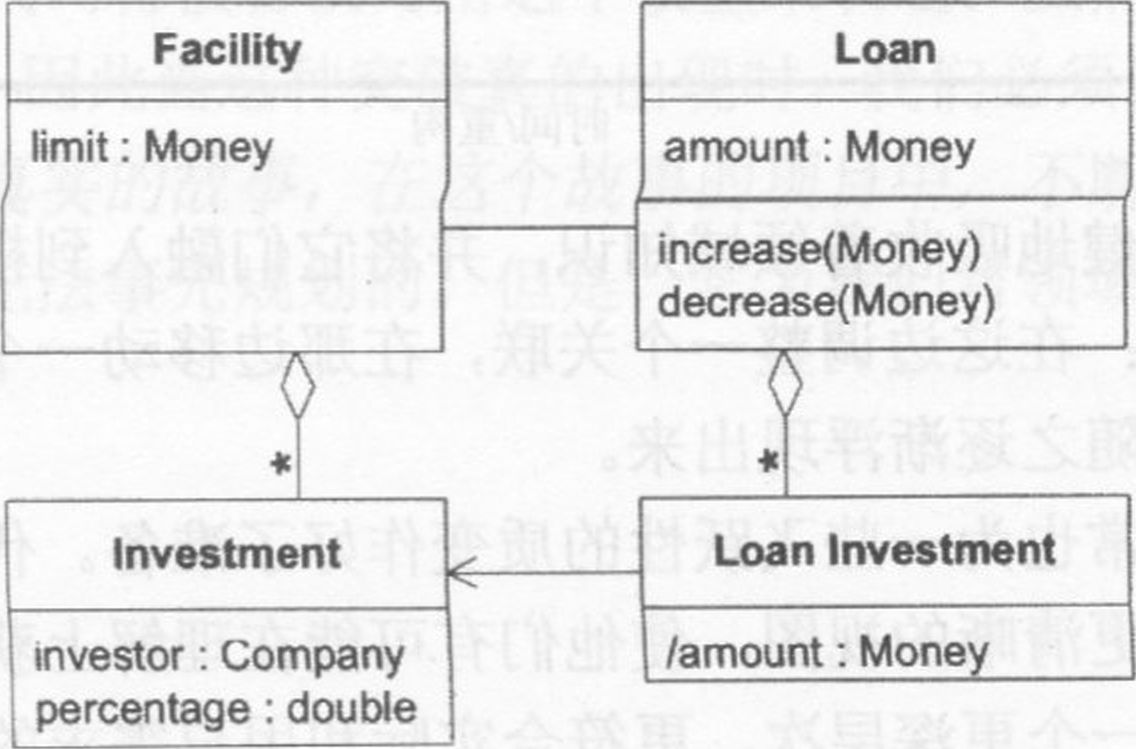 Facility
limit : Money
Loan
amount : Money
increase(Money)
decrease(Money)
*
*
Investment
investor : Company
percentage : double
Loan Investment
/amount : Money